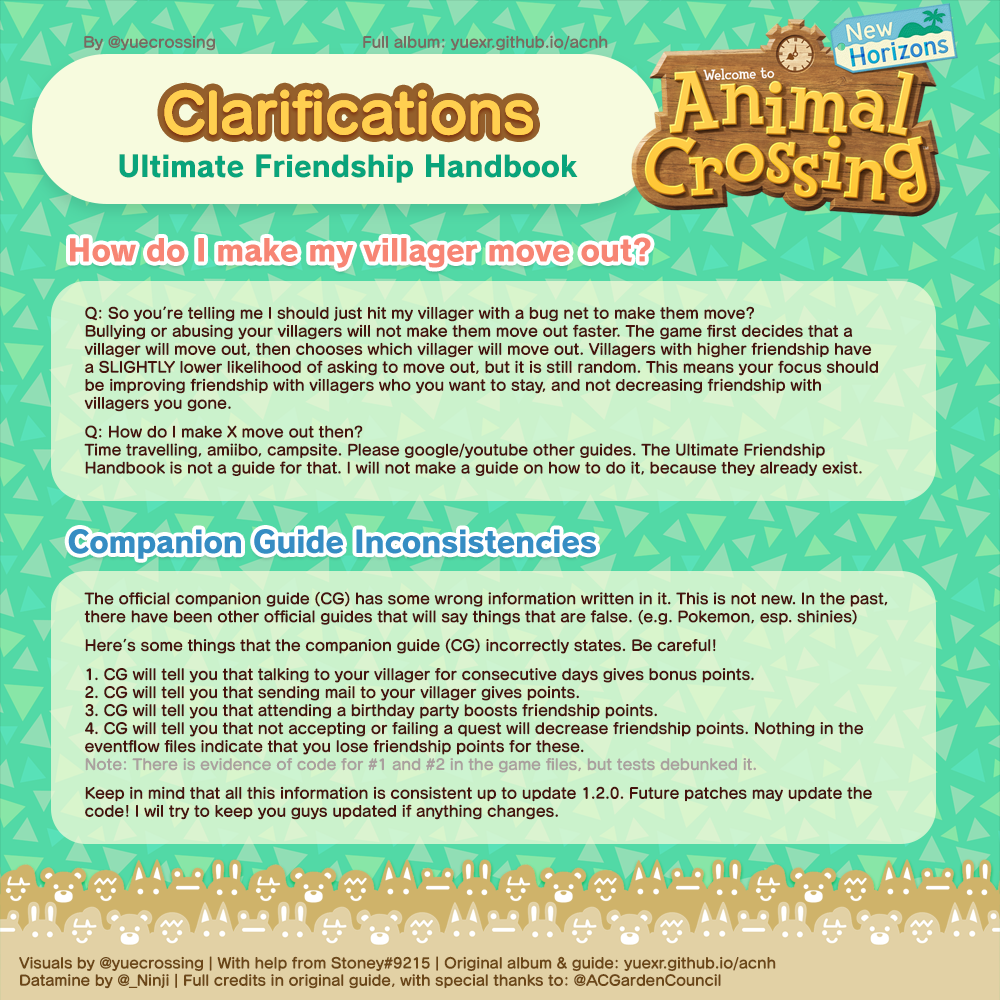 By @yuecrossing
Full album: yuexr.github.io/acnh
New
Horizons
Welcome to
Animal
Crossing
Clarifications
Ultimate Friendship Handbook
How do I make my villager move out?
Q: So you're telling me I should just hit my villager with a bug net to make them move?
Bullying or abusing your villagers will not make them move out faster. The game first decides that a
villager will move out, then chooses which villager will move out. Villagers with higher friendship have
a SLIGHTLY lower likelihood of asking to move out, but it is still random. This means your focus should
be improving friendship with villagers who you want to stay, and not decreasing friendship with
villagers you gone.
Q: How do I make X move out then?
Time travelling, amiibo, campsite. Please google/youtube other guides. The Ultimate Friendship
Handbook is not a guide for that. I will not make a guide on how to do it, because they already exist.
Companion Guide Inconsistencies
The official companion guide (CG) has some wrong information written in it. This is not new. In the past,
there have been other official guides that will say things that are false. (e.g. Pokemon, esp. shinies)
Here's some things that the companion guide (CG) incorrectly states. Be careful!
1. CG will tell you that talking to your villager for consecutive days gives bonus points.
2. CG will tell you that sending mail to your villager gives points.
3. CG will tell you that attending a birthday party boosts friendship points.
4. CG will tell you that not accepting or failing a quest will decrease friendship points. Nothing in the
eventflow files indicate that you lose friendship points for these.
Note: There is evidence of code for #1 and #2 in the game files, but tests debunked it.
Keep in mind that all this information is consistent up to update 1.2.0. Future patches may update the
code! I wil try to keep you guys updated if anything changes.
Visuals by @yuecrossing | With help from Stoney#9215 | Original album & guide: yuexr.github.io/acnh
Datamine by @_Ninji | Full credits in original guide, with special thanks to: @ACGardenCouncil